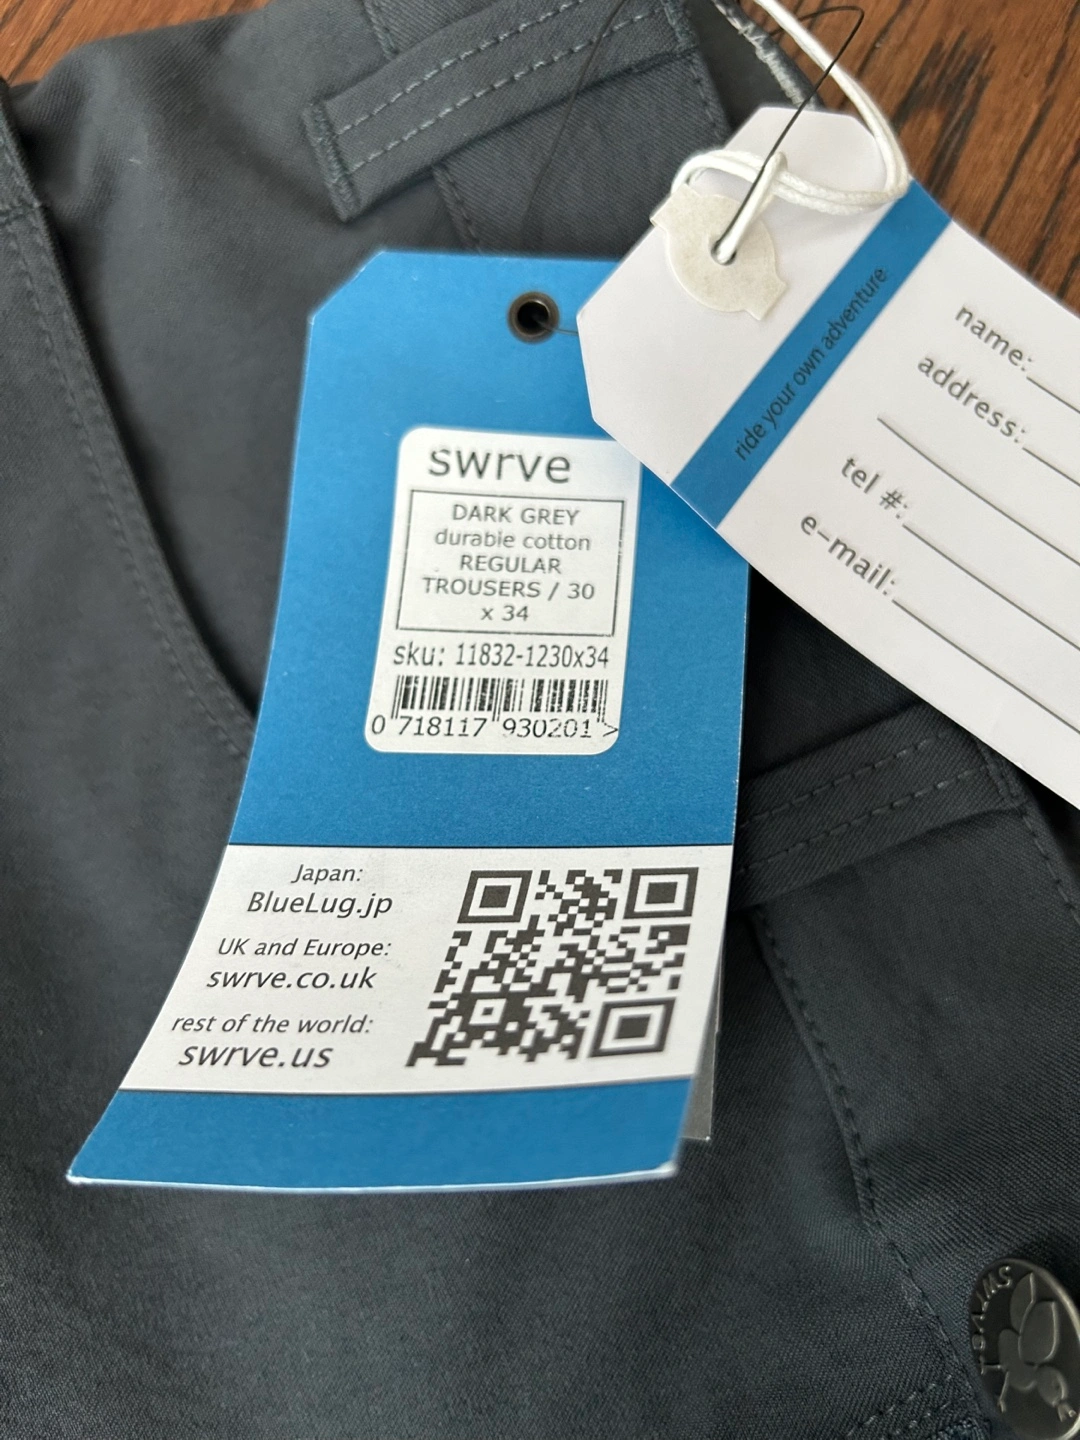 swrve
DARK GREY
durable cotton
REGULAR
TROUSERS / 30
x 34
sku: 11832-1230x34
0 718117 930201 >
Japan:
BlueLug.jp
UK and Europe:
swrve.co.uk
rest of the world:
swrve.us
ride your own adventure
name:
address:
tel #:
e-mail: